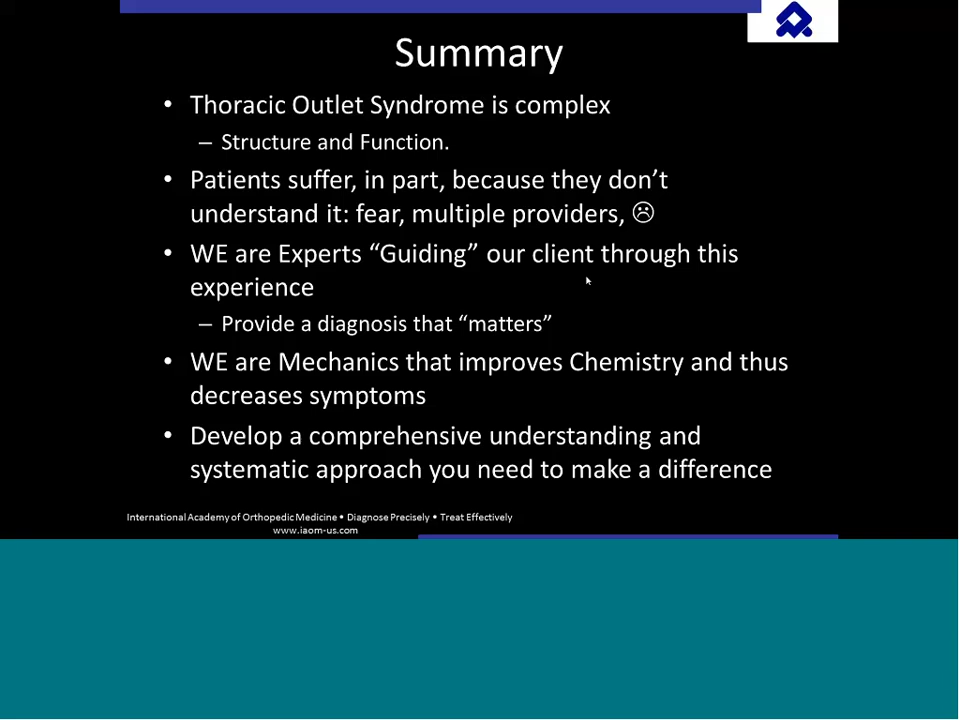 Summary
• Thoracic Outlet Syndrome is complex
– Structure and Function.
• Patients suffer, in part, because they don’t
understand it: fear, multiple providers, ☹
• WE are Experts “Guiding” our client through this
experience
– Provide a diagnosis that “matters”
• WE are Mechanics that improves Chemistry and thus
decreases symptoms
• Develop a comprehensive understanding and
systematic approach you need to make a difference
International Academy of Orthopedic Medicine • Diagnose Precisely • Treat Effectively
www.iaom-us.com